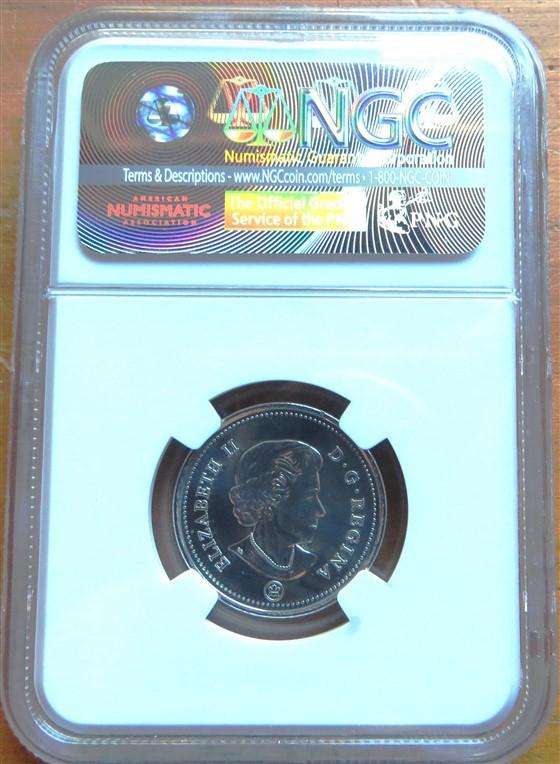 NGC
Numismatic Guaranty Corporation
Terms & Descriptions - www.NGCcoin.com/terms • 1-800-NGC-COIN
AMERICAN
NUMISMATIC
ASSOCIATION
The Official Grading
Service of the
PNG
ELIZABETH II
D • G • REGINA